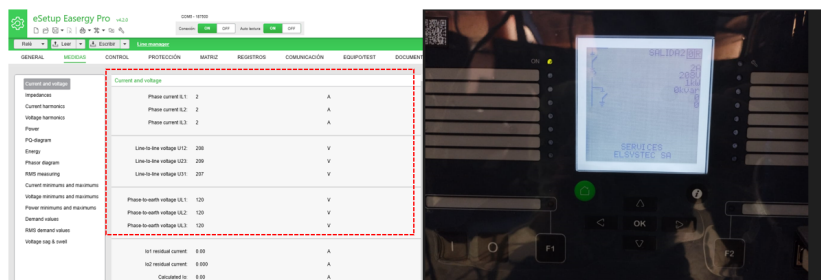 eSetup Easergy Pro v4.2.0
COM5 - 187500
Conexión ON OFF Auto lectura ON OFF
Relé Leer Escribir Line manager
GENERAL MEDIDAS CONTROL PROTECCIÓN MATRIZ REGISTROS COMUNICACIÓN EQUIPO/TEST DOCUMENT
Current and voltage
Impedances
Current harmonics
Voltage harmonics
Power
PQ-diagram
Energy
Phasor diagram
RMS measuring
Current minimums and maximums
Voltage minimums and maximums
Power minimums and maximums
Demand values
RMS demand values
Voltage sag & swell
Current and voltage
Phase current IL1: 2 A
Phase current IL2: 2 A
Phase current IL3: 2 A
Line-to-line voltage U12: 208 V
Line-to-line voltage U23: 209 V
Line-to-line voltage U31: 207 V
Phase-to-earth voltage UL1: 120 V
Phase-to-earth voltage UL2: 120 V
Phase-to-earth voltage UL3: 120 V
Io1 residual current: 0.00 A
Io2 residual current: 0.000 A
Calculated Io: 0.00 A
ON
2A
208V
1kW
0kvar
SERVICES
ELSYSTEC SA
OK
I O F1 F2